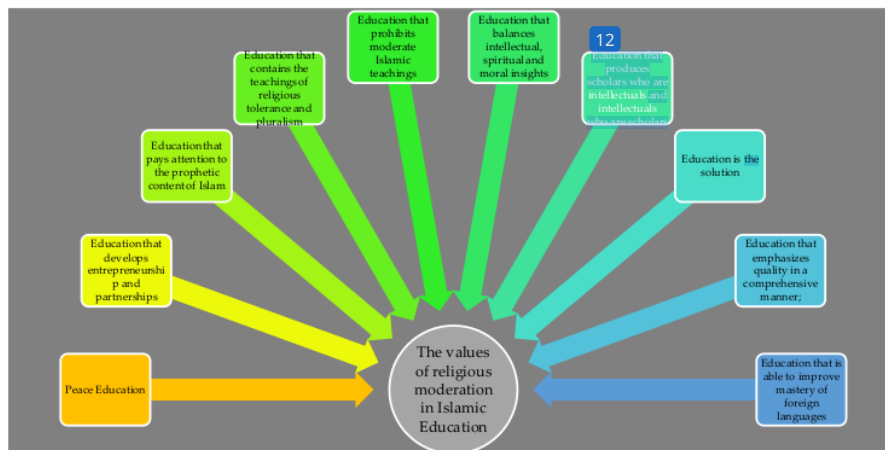 Education that
prohibits
moderate
Islamic
teachings
Education that
balances
intellectual,
spiritual and
moral insights
12
Education that
produces
scholars who are
intellectuals and
intellectuals
who are scholars
Education that
contains the
teachings of
religious
tolerance and
pluralism
Education that
pays attention to
the prophetic
content of Islam
Education is the
solution
Education that
develops
entrepreneurshi
p and
partnerships
Education that
emphasizes
quality in a
comprehensive
manner;
Peace Education
The values
of religious
moderation
in Islamic
Education
Education that is
able to improve
mastery of
foreign
languages